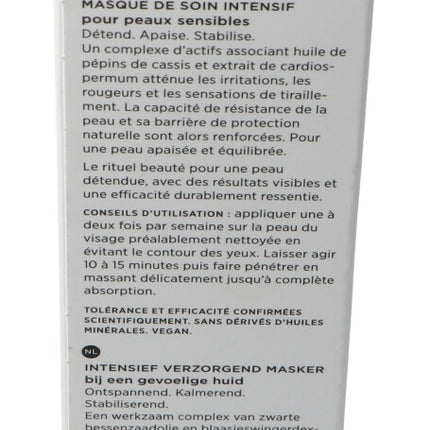 MASQUE DE SOIN INTENSIF
pour peaux sensibles
Détend. Apaise. Stabilise.
Un complexe d'actifs associant huile de
pépins de cassis et extrait de cardios-
permum atténue les irritations, les
rougeurs et les sensations de tiraille-
ment. La capacité de résistance de la
peau et sa barrière de protection
naturelle sont alors renforcées. Pour
une peau apaisée et équilibrée.
Le rituel beauté pour une peau
détendue, avec des résultats visibles et
une efficacité durablement ressentie.
CONSEILS D'UTILISATION : appliquer une à
deux fois par semaine sur la peau du
visage préalablement nettoyée en
évitant le contour des yeux. Laisser agir
10 à 15 minutes puis faire pénétrer en
massant délicatement jusqu'à complète
absorption.
TOLÉRANCE ET EFFICACITÉ CONFIRMÉES
SCIENTIFIQUEMENT. SANS DÉRIVÉS D'HUILES
MINÉRALES. VEGAN.
NL
INTENSIEF VERZORGEND MASKER
bij een gevoelige huid
Ontspannend. Kalmerend.
Stabiliserend.
Een werkzaam complex van zwarte
bessenzaadolie en blaasjeswingerdex-